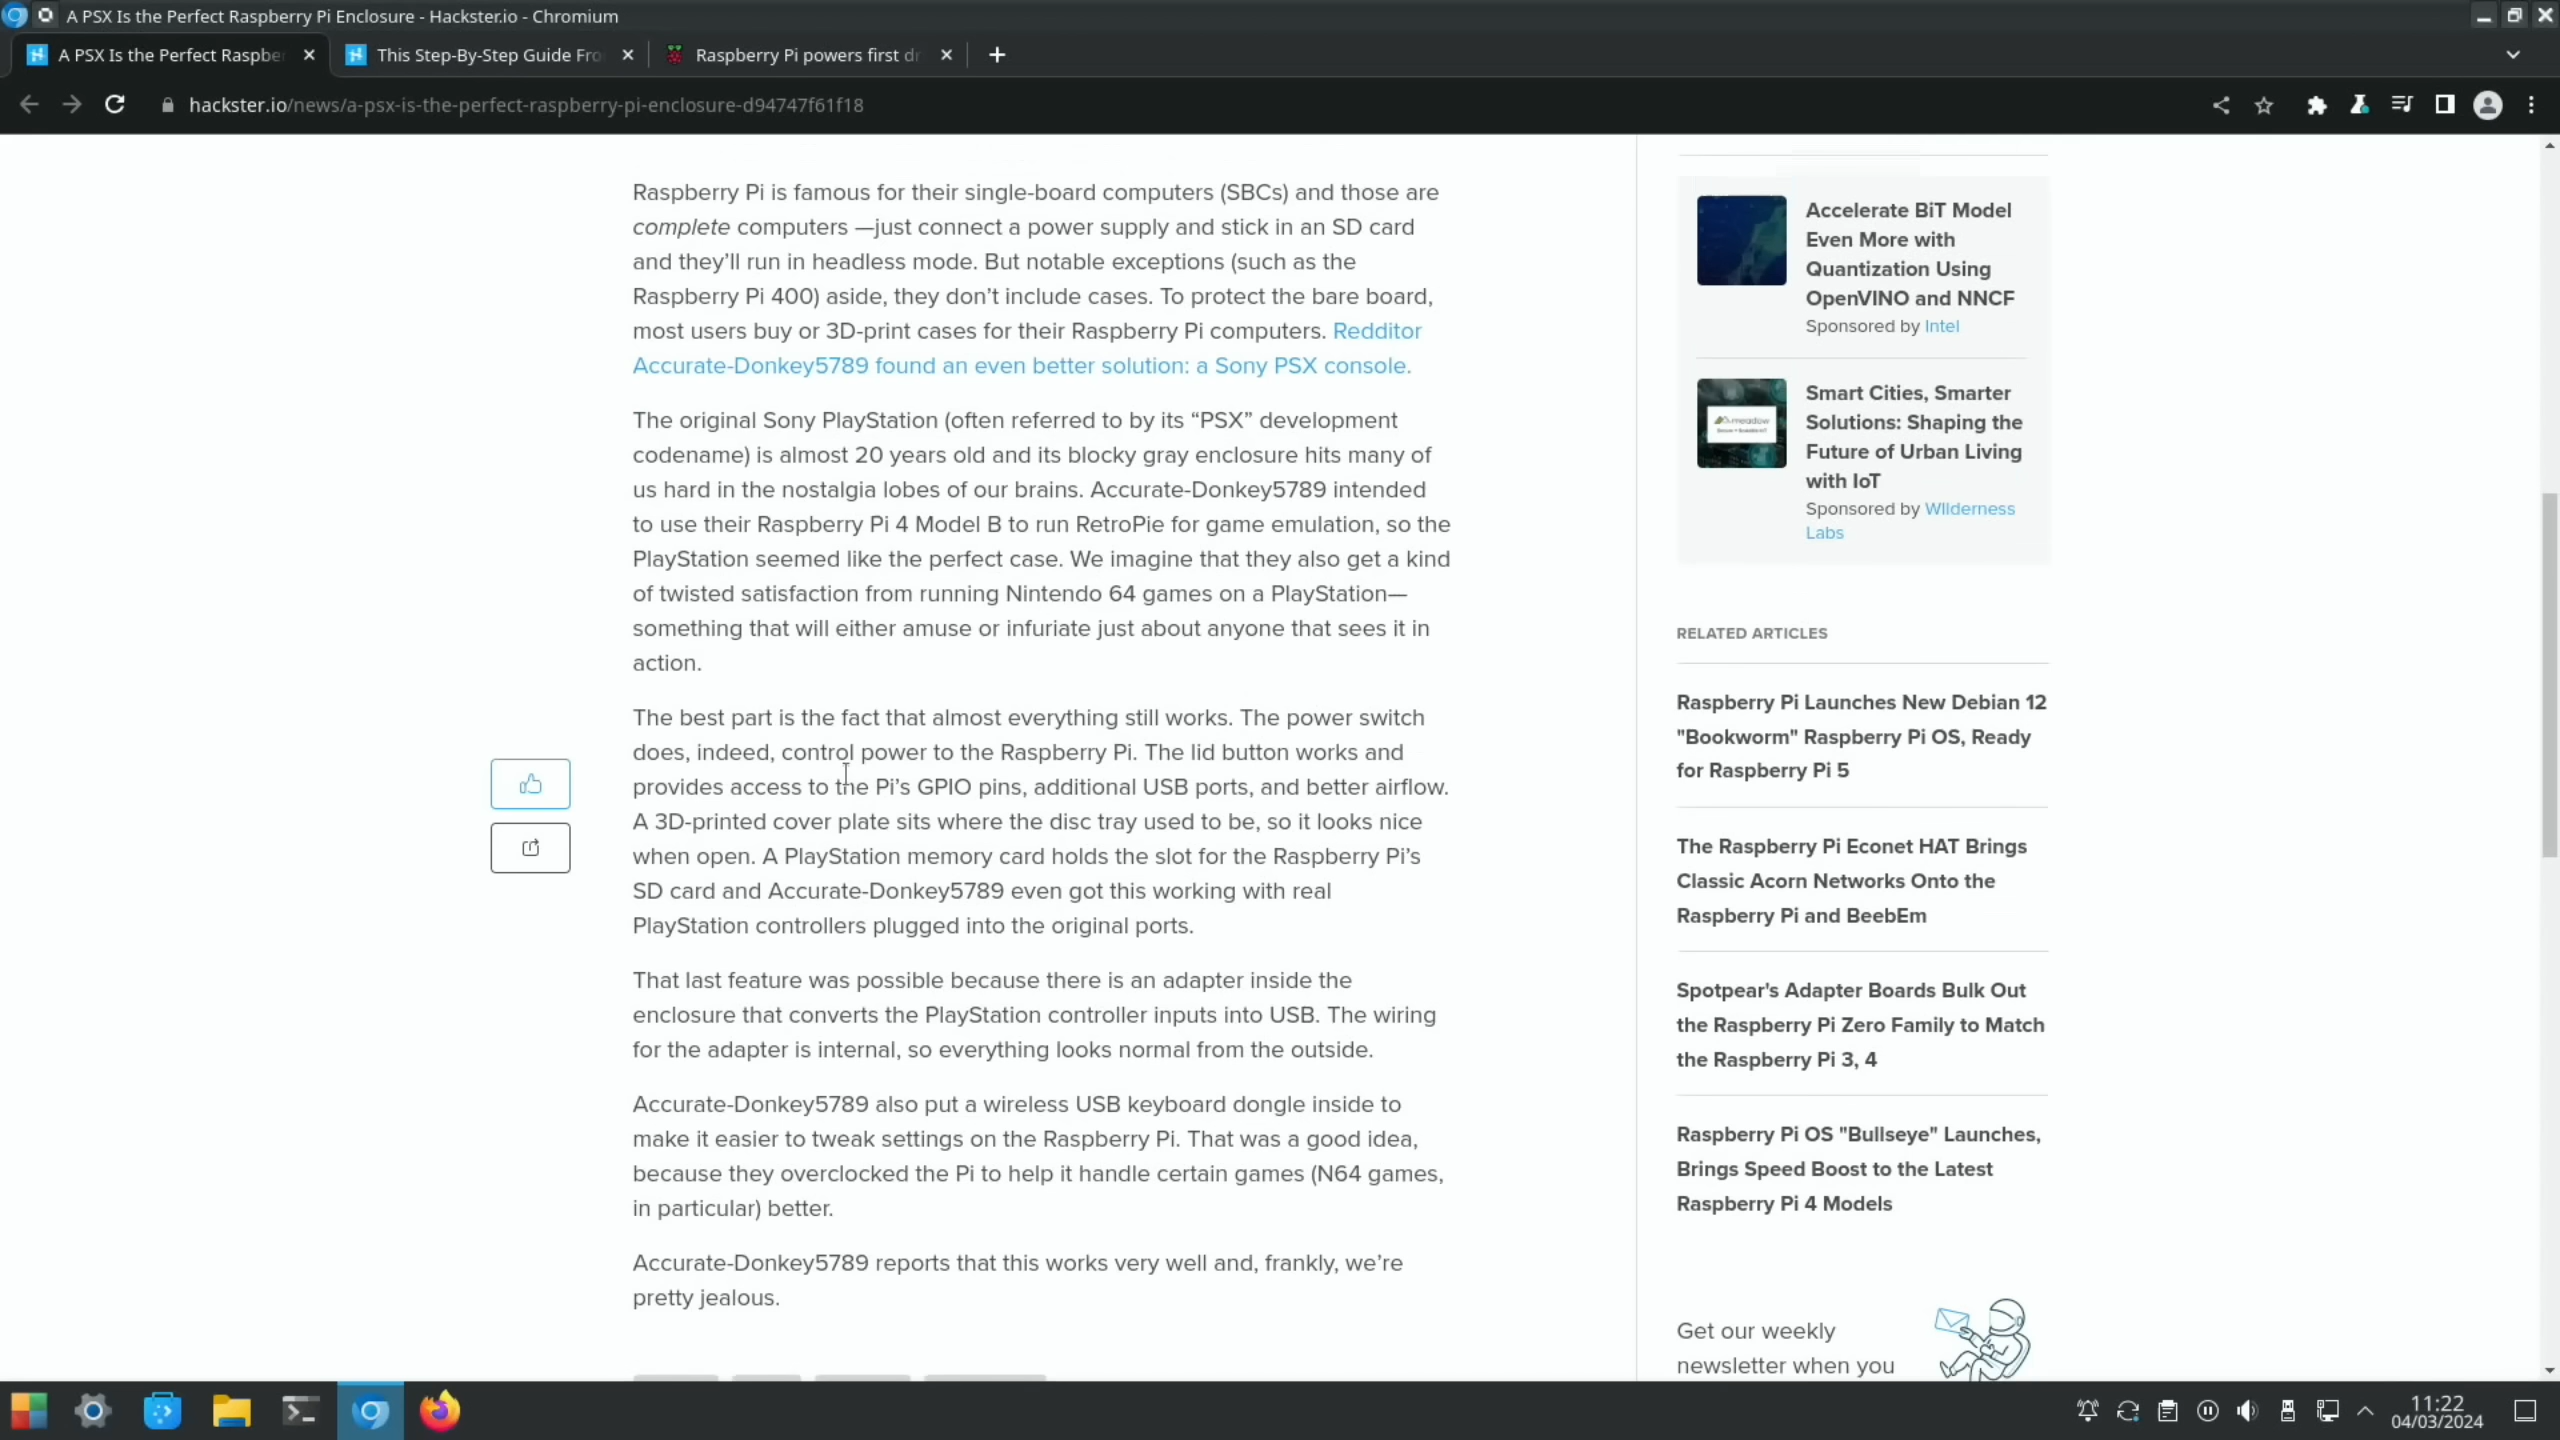 A PSX Is the Perfect Raspberry Pi Enclosure - Hackster.io - Chromium
A PSX Is the Perfect Raspber
This Step-By-Step Guide Fro
Raspberry Pi powers first dr
hackster.io/news/a-psx-is-the-perfect-raspberry-pi-enclosure-d94747f61f18
Raspberry Pi is famous for their single-board computers (SBCs) and those are
complete computers —just connect a power supply and stick in an SD card
and they’ll run in headless mode. But notable exceptions (such as the
Raspberry Pi 400) aside, they don’t include cases. To protect the bare board,
most users buy or 3D-print cases for their Raspberry Pi computers. Redditor
Accurate-Donkey5789 found an even better solution: a Sony PSX console.
The original Sony PlayStation (often referred to by its “PSX” development
codename) is almost 20 years old and its blocky gray enclosure hits many of
us hard in the nostalgia lobes of our brains. Accurate-Donkey5789 intended
to use their Raspberry Pi 4 Model B to run RetroPie for game emulation, so the
PlayStation seemed like the perfect case. We imagine that they also get a kind
of twisted satisfaction from running Nintendo 64 games on a PlayStation—
something that will either amuse or infuriate just about anyone that sees it in
action.
The best part is the fact that almost everything still works. The power switch
does, indeed, control power to the Raspberry Pi. The lid button works and
provides access to the Pi’s GPIO pins, additional USB ports, and better airflow.
A 3D-printed cover plate sits where the disc tray used to be, so it looks nice
when open. A PlayStation memory card holds the slot for the Raspberry Pi’s
SD card and Accurate-Donkey5789 even got this working with real
PlayStation controllers plugged into the original ports.
That last feature was possible because there is an adapter inside the
enclosure that converts the PlayStation controller inputs into USB. The wiring
for the adapter is internal, so everything looks normal from the outside.
Accurate-Donkey5789 also put a wireless USB keyboard dongle inside to
make it easier to tweak settings on the Raspberry Pi. That was a good idea,
because they overclocked the Pi to help it handle certain games (N64 games,
in particular) better.
Accurate-Donkey5789 reports that this works very well and, frankly, we’re
pretty jealous.
Accelerate BiT Model
Even More with
Quantization Using
OpenVINO and NNCF
Sponsored by Intel
meadow
Smart Cities, Smarter
Solutions: Shaping the
Future of Urban Living
with IoT
Sponsored by WIlderness
Labs
RELATED ARTICLES
Raspberry Pi Launches New Debian 12
"Bookworm" Raspberry Pi OS, Ready
for Raspberry Pi 5
The Raspberry Pi Econet HAT Brings
Classic Acorn Networks Onto the
Raspberry Pi and BeebEm
Spotpear's Adapter Boards Bulk Out
the Raspberry Pi Zero Family to Match
the Raspberry Pi 3, 4
Raspberry Pi OS "Bullseye" Launches,
Brings Speed Boost to the Latest
Raspberry Pi 4 Models
Get our weekly
newsletter when you
11:22
04/03/2024